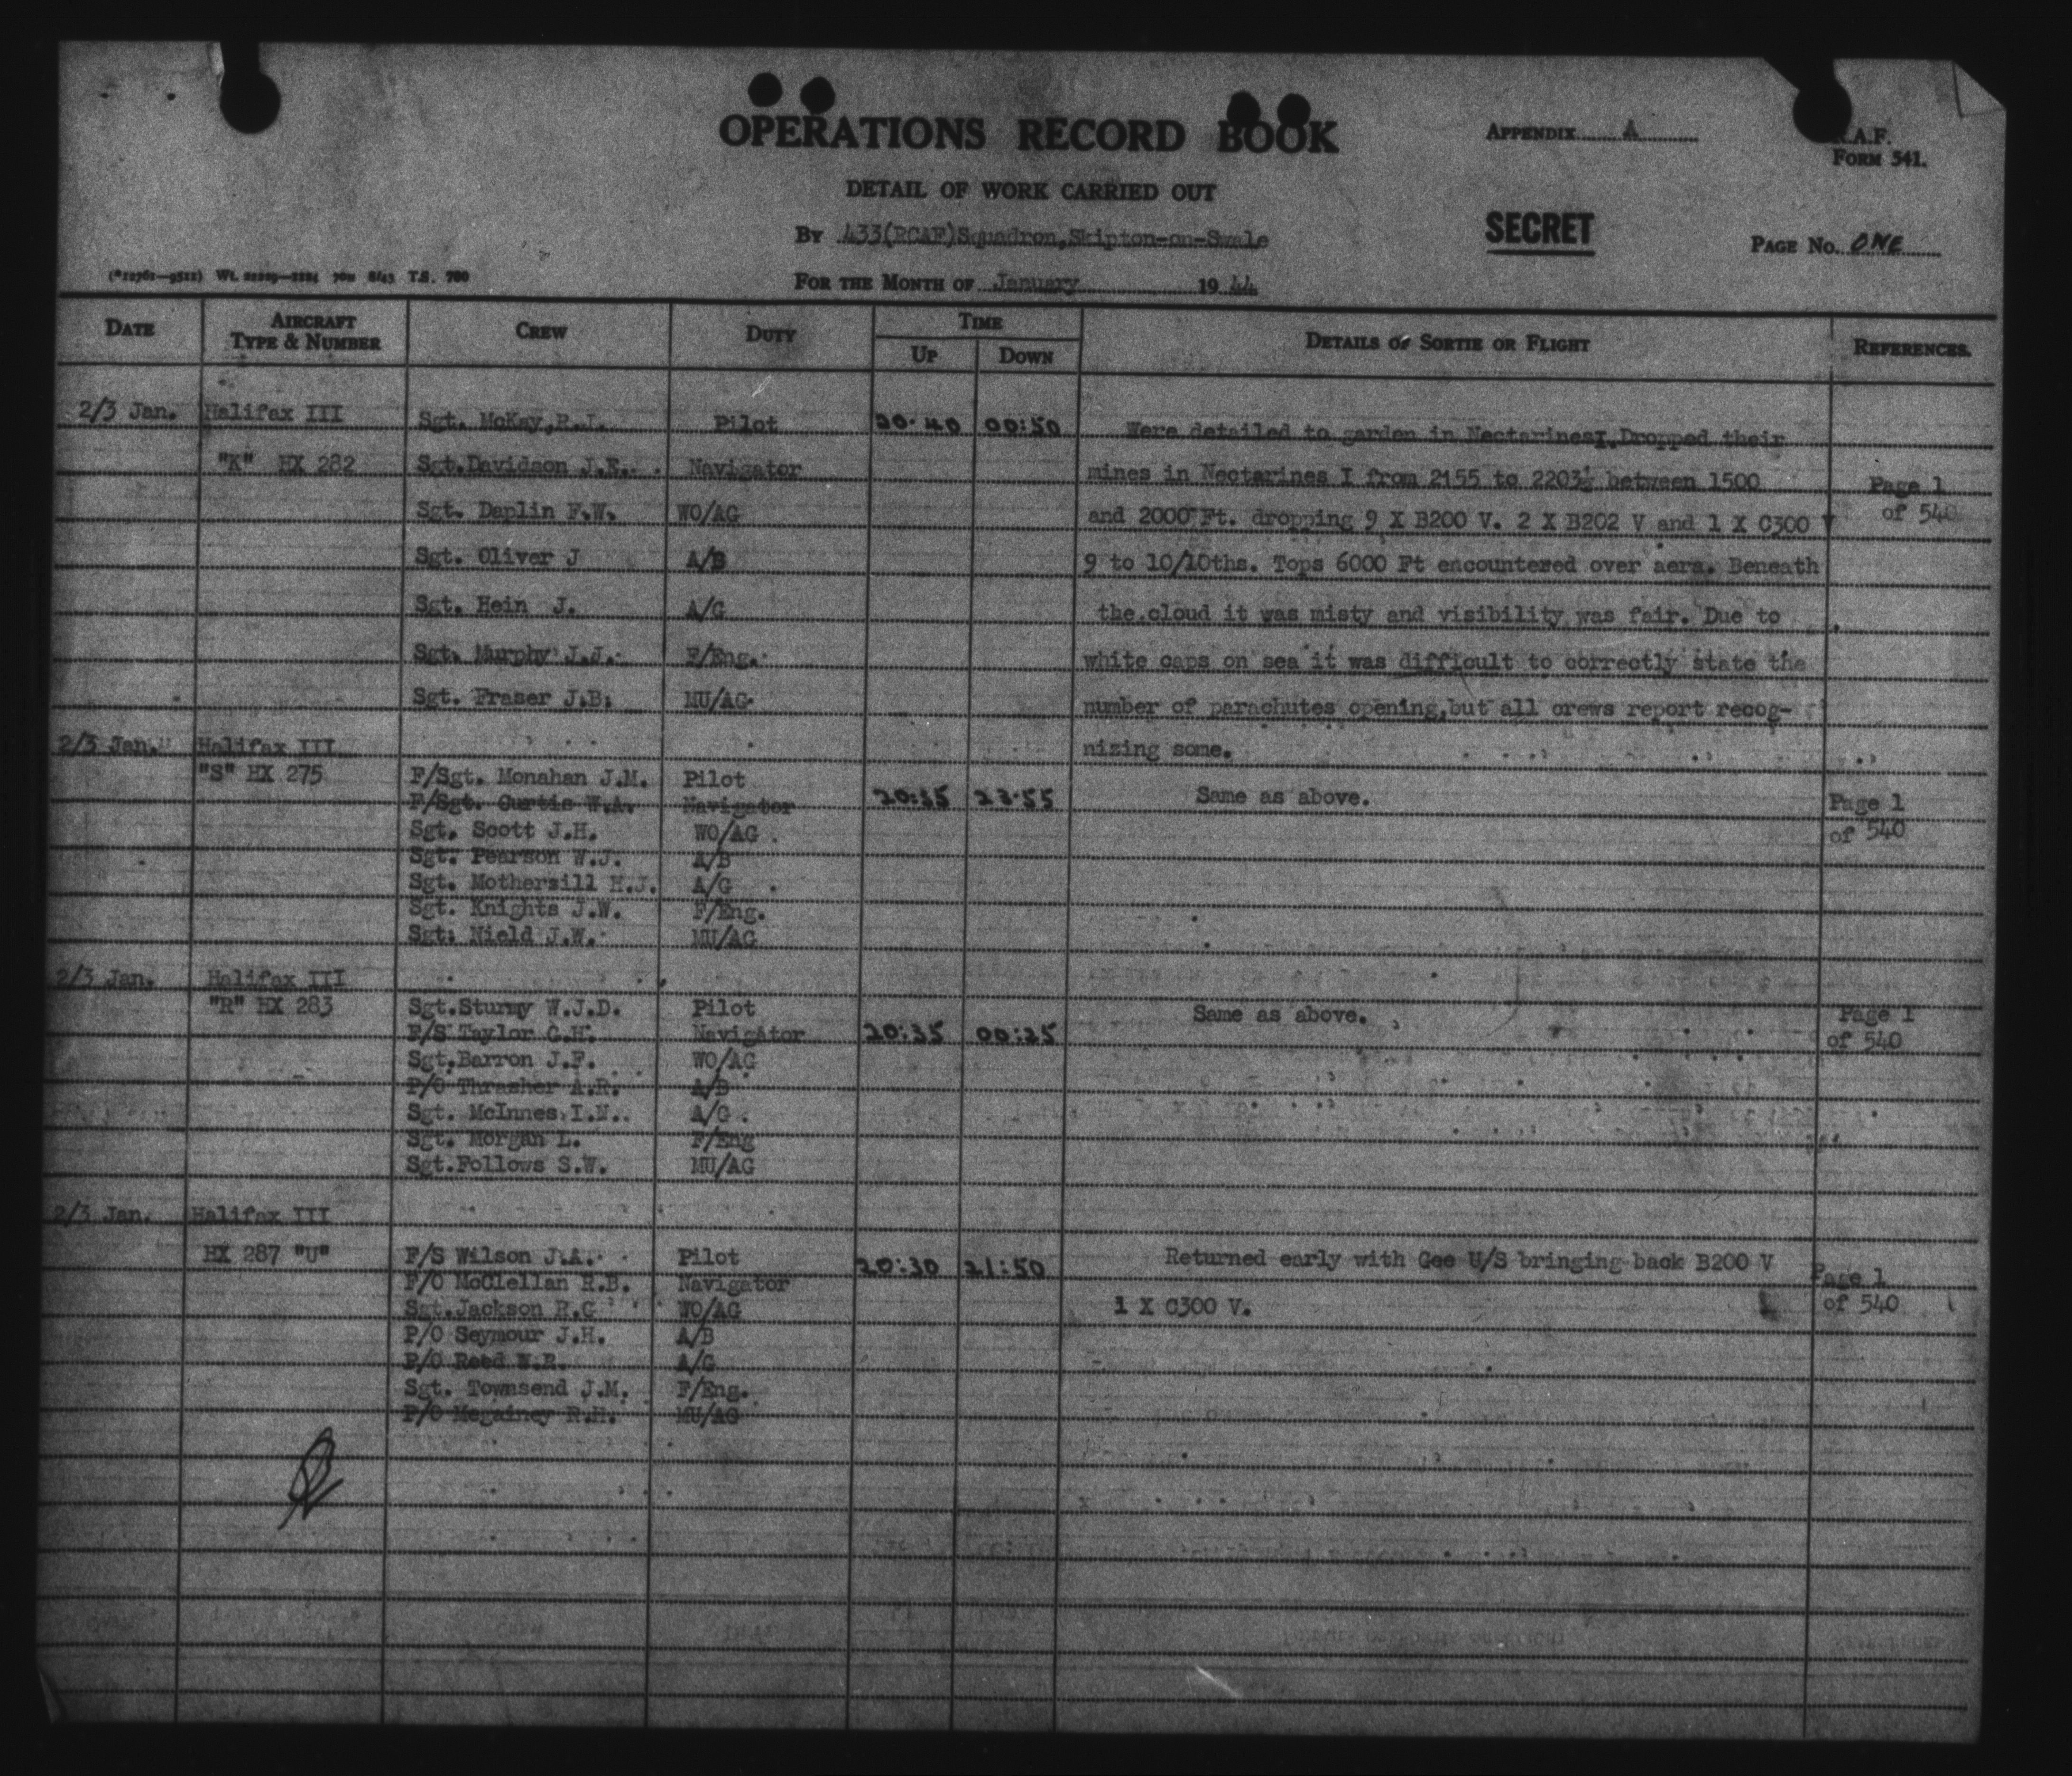 OPERATIONS RECORD BOOK
APPENDIX A
R.A.F.
FORM 541.
DETAIL OF WORK CARRIED OUT
SECRET
By 433(RCAF)Squadron,Skipton-on-Swale
PAGE No. ONE
FOR THE MONTH OF January 1944
DATE AIRCRAFT TYPE & NUMBER CREW DUTY TIME UP DOWN DETAILS OF SORTIE OR FLIGHT REFERENCES.
2/3 Jan. Halifax III Sgt. McKay,R.J. Pilot 20.40 00:50 Were detailed to garden in NectarinesI.Dropped their
"K" HX 282 Sgt.Davidson J.E. Navigator mines in Nectarines I from 2155 to 2203½ between 1500 Page 1
Sgt. Daplin F.W. WO/AG and 2000 Ft. dropping 9 X B200 V. 2 X B202 V and 1 X C300 V of 540
Sgt. Oliver J A/B 9 to 10/10ths. Tops 6000 Ft encountered over aera. Beneath
Sgt. Hein J. A/G the cloud it was misty and visibility was fair. Due to
Sgt. Murphy J.J. F/Eng. white caps on sea it was difficult to correctly state the
Sgt. Fraser J.B. MU/AG number of parachutes opening,but all crews report recog-
2/3 Jan. Halifax III nizing some.
"S" HX 275 F/Sgt. Monahan J.M. Pilot
F/Sgt. Curtis W.A. Navigator 20:35 23.55 Same as above. Page 1
Sgt. Scott J.H. WO/AG of 540
Sgt. Pearson W.J. A/B
Sgt. Mothersill H.J. A/G
Sgt. Knights J.W. F/Eng.
Sgt. Nield J.W. MU/AG
2/3 Jan. Halifax III
"R" HX 283 Sgt.Sturmy W.J.D. Pilot Same as above. Page 1
F/S Taylor C.H. Navigator 20:35 00:25 of 540
Sgt.Barron J.F. WO/AG
P/O Thrasher A.R. A/B
Sgt. McInnes I.N. A/G
Sgt. Morgan L. F/Eng
Sgt.Follows S.W. MU/AG
2/3 Jan. Halifax III
HX 287 "U" F/S Wilson J.A. Pilot 20:30 21:50 Returned early with Gee U/S bringing back B200 V Page 1
F/O McClellan R.B. Navigator
Sgt.Jackson R.G WO/AG 1 X C300 V. of 540
P/O Seymour J.H. A/B
P/O Reed W.R. A/G
Sgt. Townsend J.M. F/Eng.
P/O Megainey R.H. MU/AG